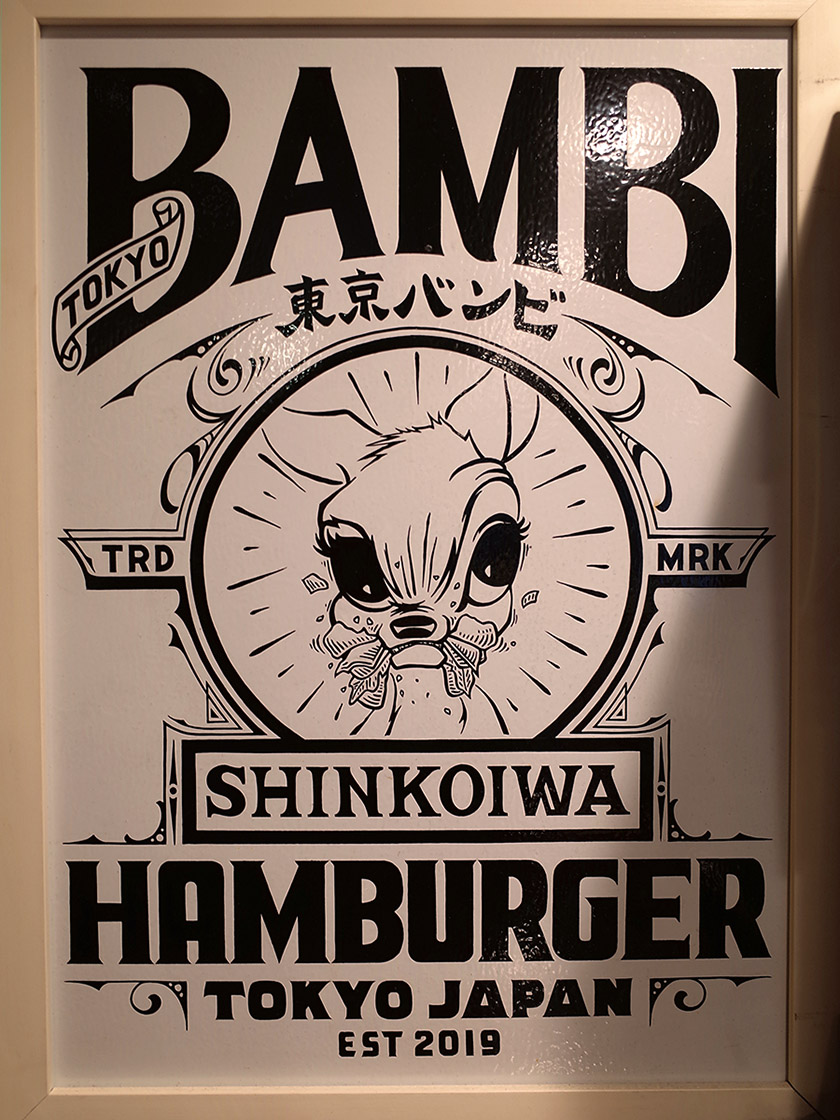 BAMBI
TOKYO
東京バンビ
TRD MRK
SHINKOIWA
HAMBURGER
TOKYO JAPAN
EST 2019